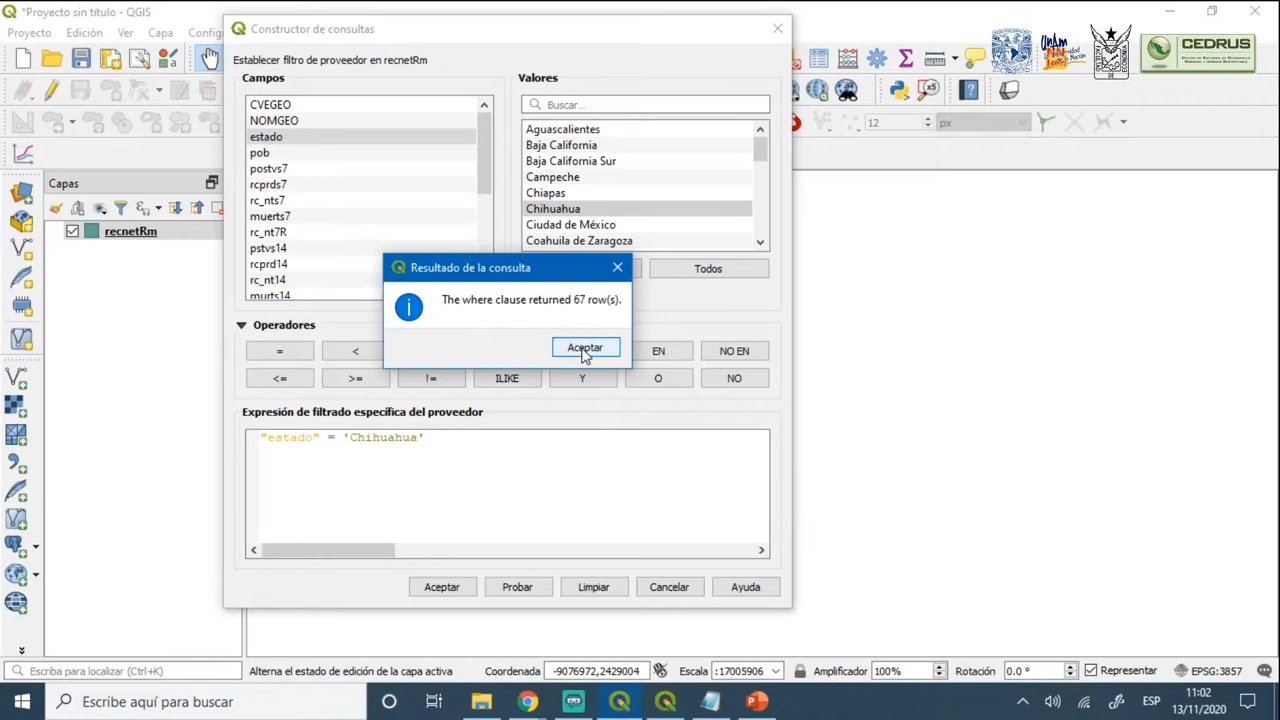 *Proyecto sin título - QGIS
Proyecto Edición Ver Capa Config
Constructor de consultas
Establecer filtro de proveedor en recnetRm
Campos
CVEGEO
NOMGEO
estado
pob
postvs7
rcprds7
rc_nts7
muerts7
rc_nt7R
pstvs14
rcprd14
rc_nt14
murts14
Valores
Buscar...
Aguascalientes
Baja California
Baja California Sur
Campeche
Chiapas
Chihuahua
Ciudad de México
Coahuila de Zaragoza
Todos
Resultado de la consulta
The where clause returned 67 row(s).
Aceptar
Operadores
= < EN NO EN
<= >= != ILIKE Y O NO
Expresión de filtrado específica del proveedor
"estado" = 'Chihuahua'
Aceptar Probar Limpiar Cancelar Ayuda
Capas
recnetRm
12 px
CEDRUS
Escriba para localizar (Ctrl+K) Alterna el estado de edición de la capa activa Coordenada -9076972,2429004 Escala :17005906 Amplificador 100% Rotación 0.0 ° Representar EPSG:3857
Escriba aquí para buscar
ESP
11:02
13/11/2020